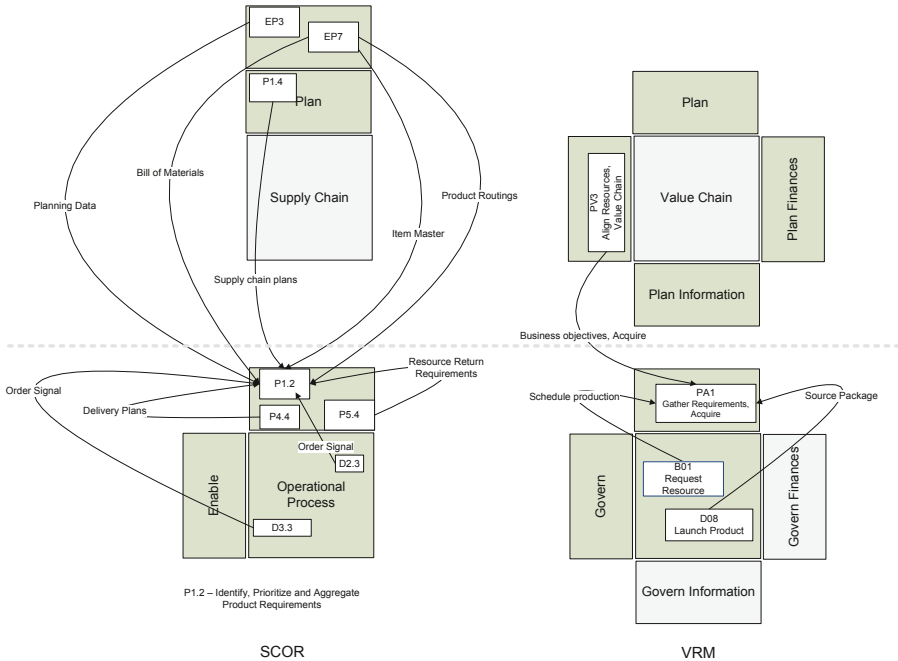 EP3
EP7
P1.4
Plan
Supply Chain
Planning Data
Bill of Materials
Product Routings
Item Master
Supply chain plans
Plan
PV3
Align Resources,
Value Chain
Value Chain
Plan Finances
Plan Information
Business objectives, Acquire
Order Signal
Delivery Plans
P1.2
P4.4
P5.4
Resource Return
Requirements
Order Signal
D2.3
Enable
Operational
Process
D3.3
P1.2 – Identify, Prioritize and Aggregate
Product Requirements
SCOR
Schedule production
PA1
Gather Requirements,
Acquire
Source Package
Govern
B01
Request
Resource
D08
Launch Product
Govern Finances
Govern Information
VRM